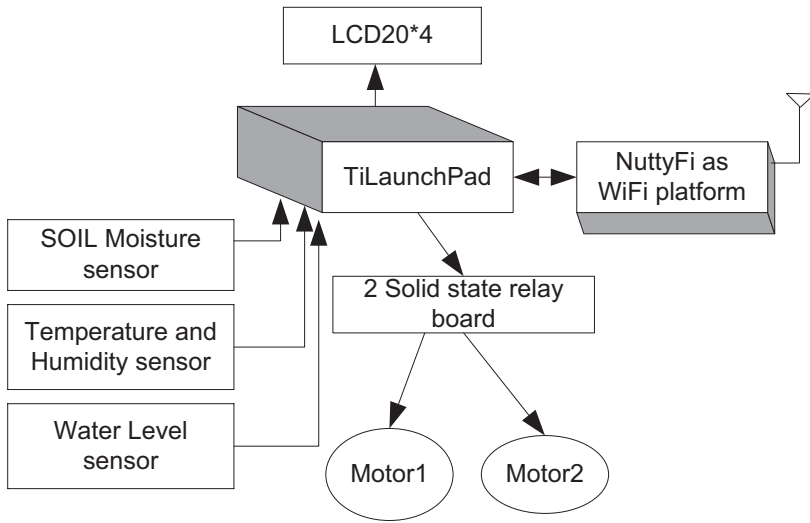 LCD20*4
TiLaunchPad
NuttyFi as
WiFi platform
SOIL Moisture
sensor
2 Solid state relay
board
Temperature and
Humidity sensor
Water Level
sensor
Motor1
Motor2